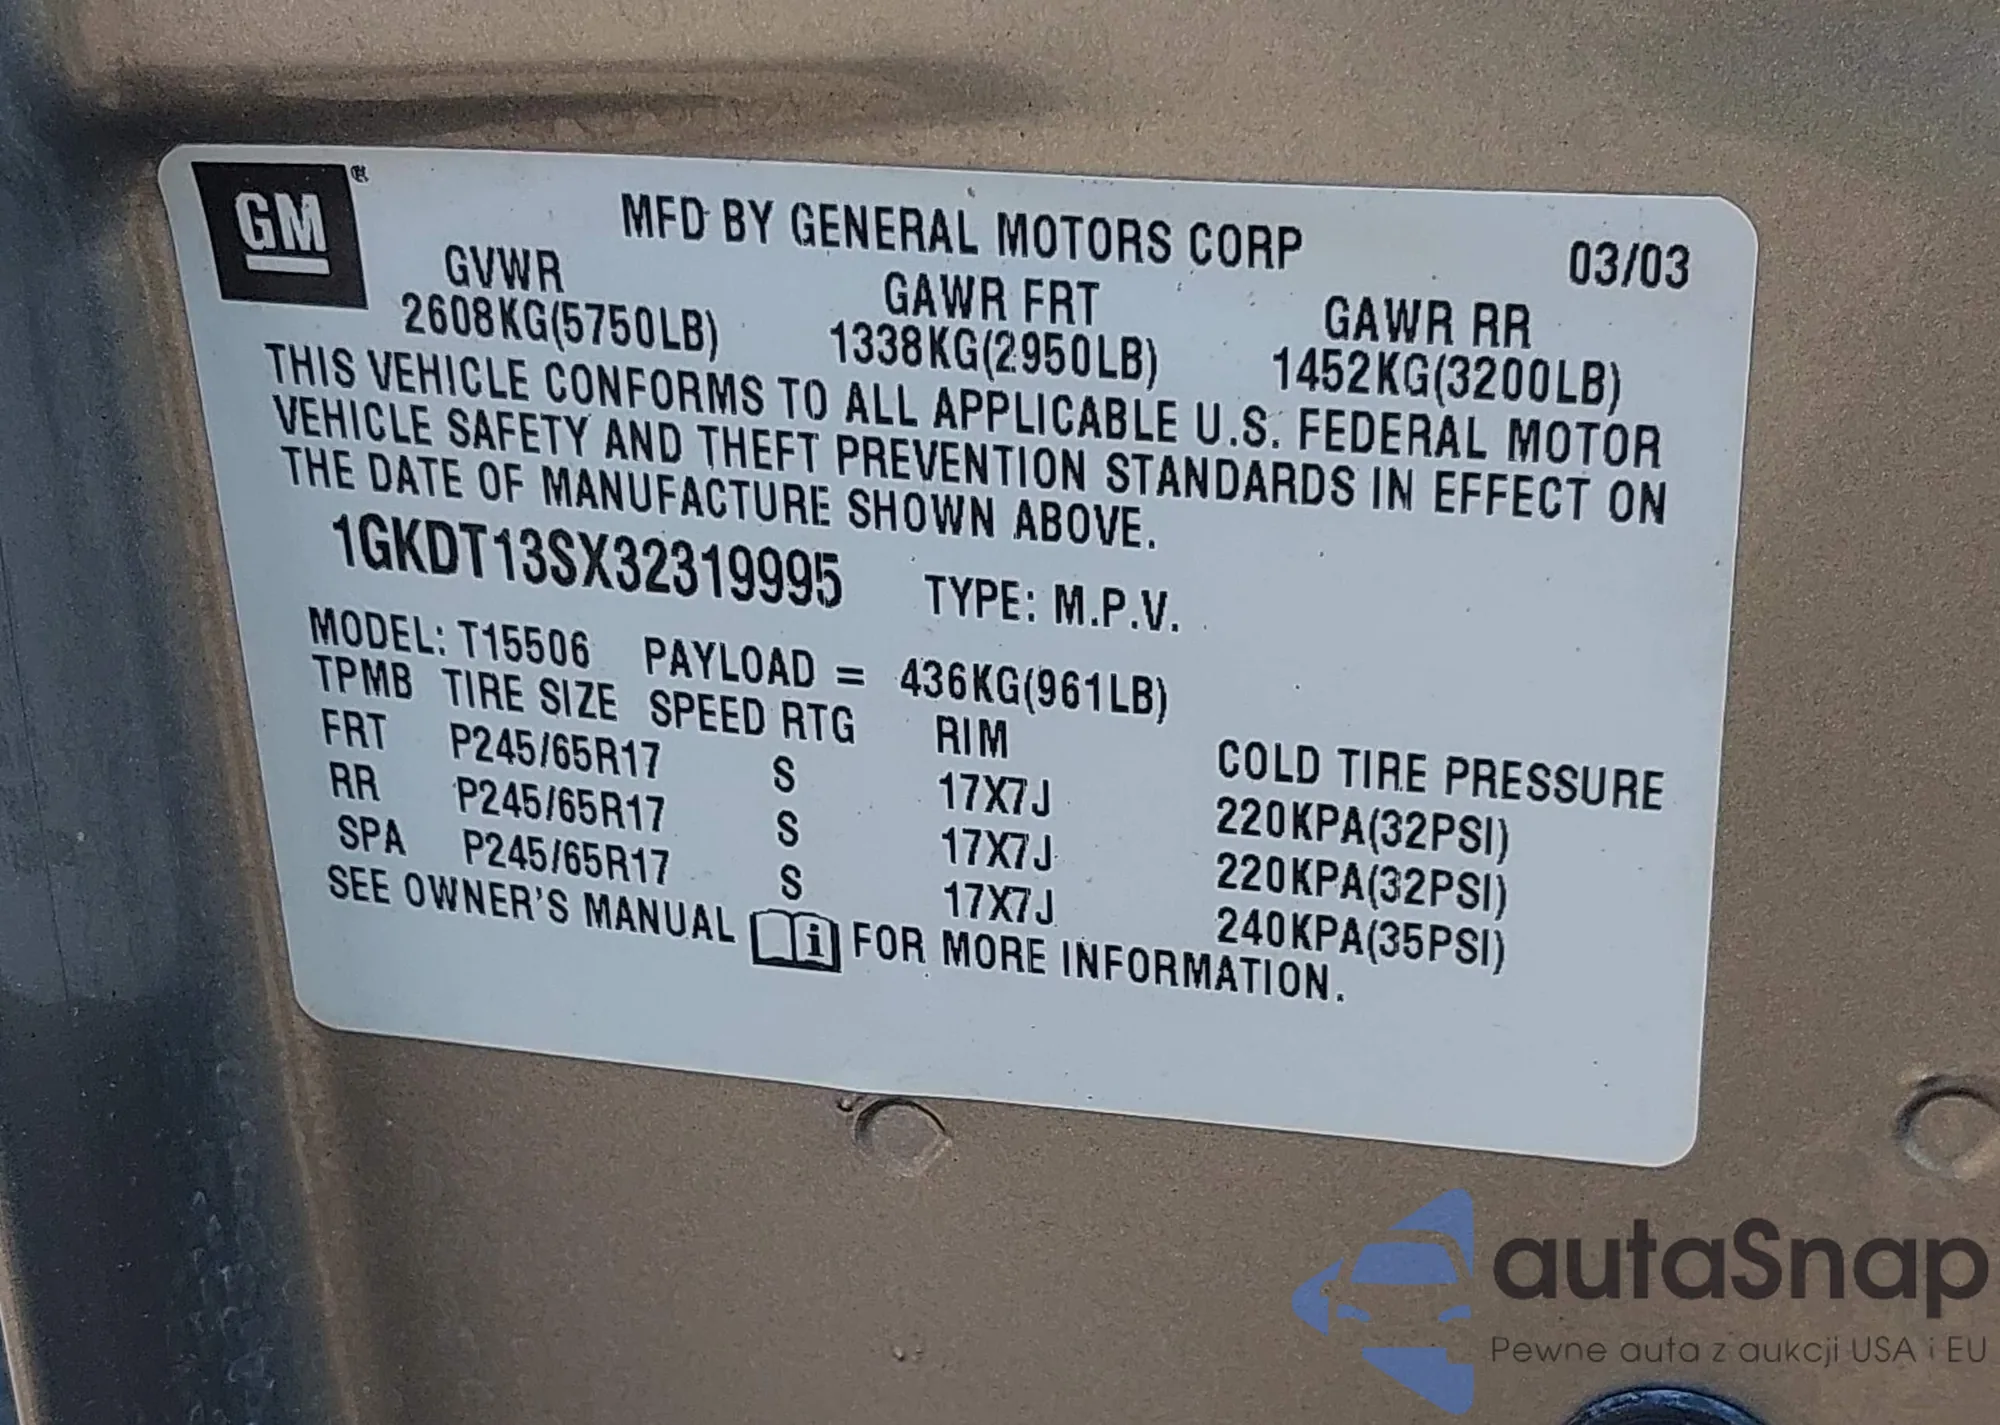 GM ®
MFD BY GENERAL MOTORS CORP 03/03
GVWR GAWR FRT GAWR RR
2608KG(5750LB) 1338KG(2950LB) 1452KG(3200LB)
THIS VEHICLE CONFORMS TO ALL APPLICABLE U.S. FEDERAL MOTOR
VEHICLE SAFETY AND THEFT PREVENTION STANDARDS IN EFFECT ON
THE DATE OF MANUFACTURE SHOWN ABOVE.
1GKDT13SX32319995 TYPE: M.P.V.
MODEL: T15506 PAYLOAD = 436KG(961LB)
TPMB TIRE SIZE SPEED RTG RIM COLD TIRE PRESSURE
FRT P245/65R17 S 17X7J 220KPA(32PSI)
RR P245/65R17 S 17X7J 220KPA(32PSI)
SPA P245/65R17 S 17X7J 240KPA(35PSI)
SEE OWNER'S MANUAL i FOR MORE INFORMATION.
autaSnap
Pewne auta z aukcji USA i EU